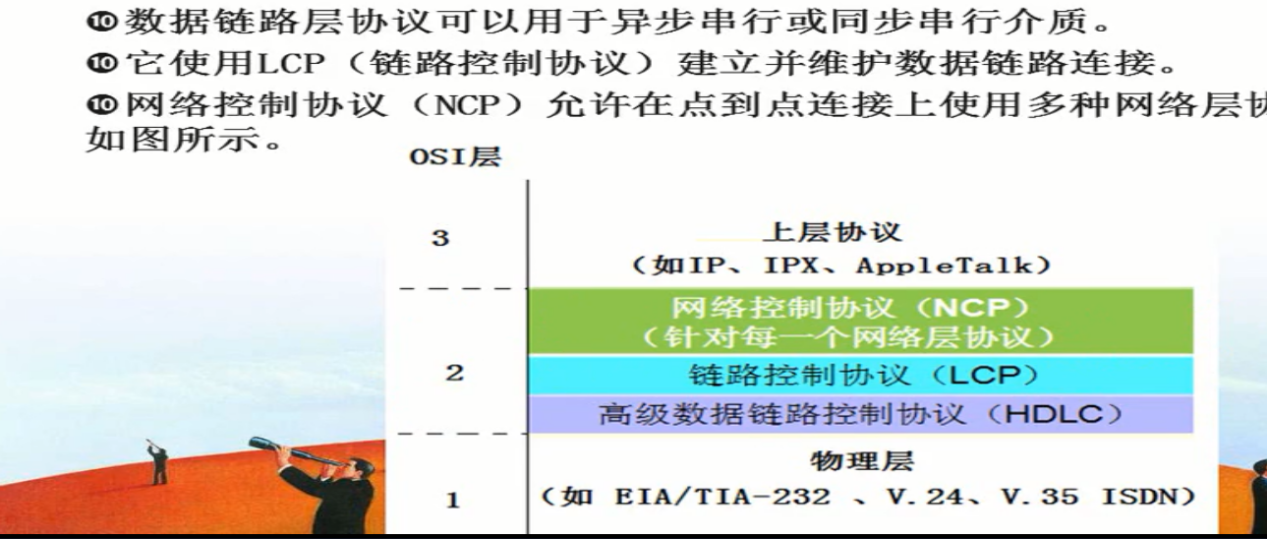 ❿数据链路层协议可以用于异步串行或同步串行介质。
❿它使用LCP（链路控制协议）建立并维护数据链路连接。
❿网络控制协议（NCP）允许在点到点连接上使用多种网络层协
如图所示。
OSI层
3
上层协议
（如IP、IPX、AppleTalk）
网络控制协议（NCP）
（针对每一个网络层协议）
2
链路控制协议（LCP）
高级数据链路控制协议（HDLC）
物理层
1
（如 EIA/TIA-232 、V.24、V.35 ISDN）